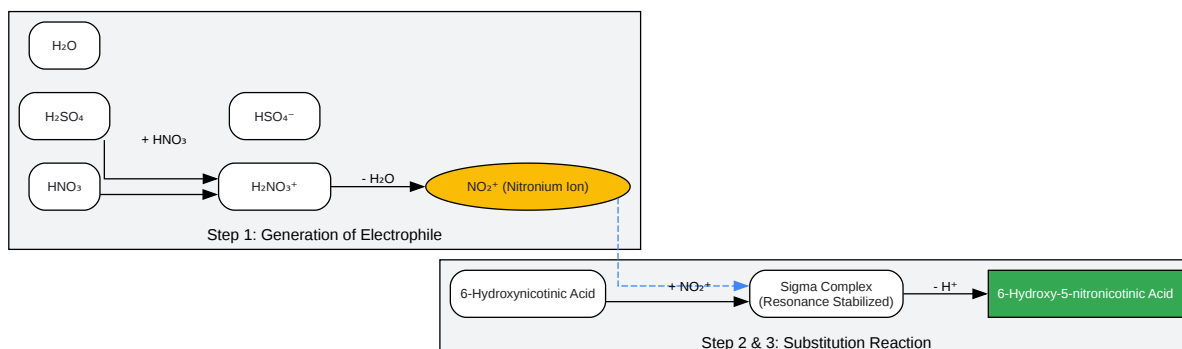 H₂O
H₂SO₄
HSO₄⁻
+ HNO₃
HNO₃
H₂NO₃⁺
- H₂O
NO₂⁺ (Nitronium Ion)
Step 1: Generation of Electrophile
6-Hydroxynicotinic Acid
+ NO₂⁺
Sigma Complex
(Resonance Stabilized)
- H⁺
6-Hydroxy-5-nitronicotinic Acid
Step 2 & 3: Substitution Reaction